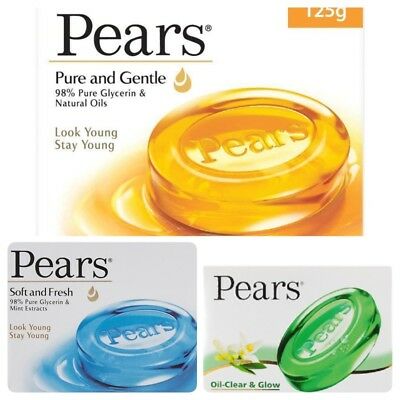 125g
Pears®
Pure and Gentle
98% Pure Glycerin &
Natural Oils
Look Young
Stay Young
Pears
Pears®
Soft and Fresh
98% Pure Glycerin &
Mint Extracts
Look Young
Stay Young
Pears
Pears®
Pears
Oil-Clear & Glow